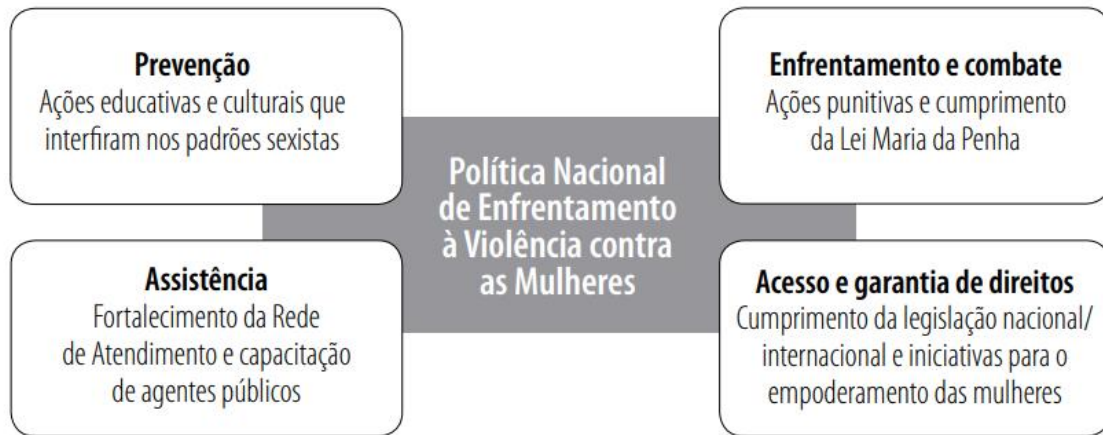 Prevenção
Ações educativas e culturais que
interfiram nos padrões sexistas
Enfrentamento e combate
Ações punitivas e cumprimento
da Lei Maria da Penha
Política Nacional
de Enfrentamento
à Violência contra
as Mulheres
Assistência
Fortalecimento da Rede
de Atendimento e capacitação
de agentes públicos
Acesso e garantia de direitos
Cumprimento da legislação nacional/
internacional e iniciativas para o
empoderamento das mulheres